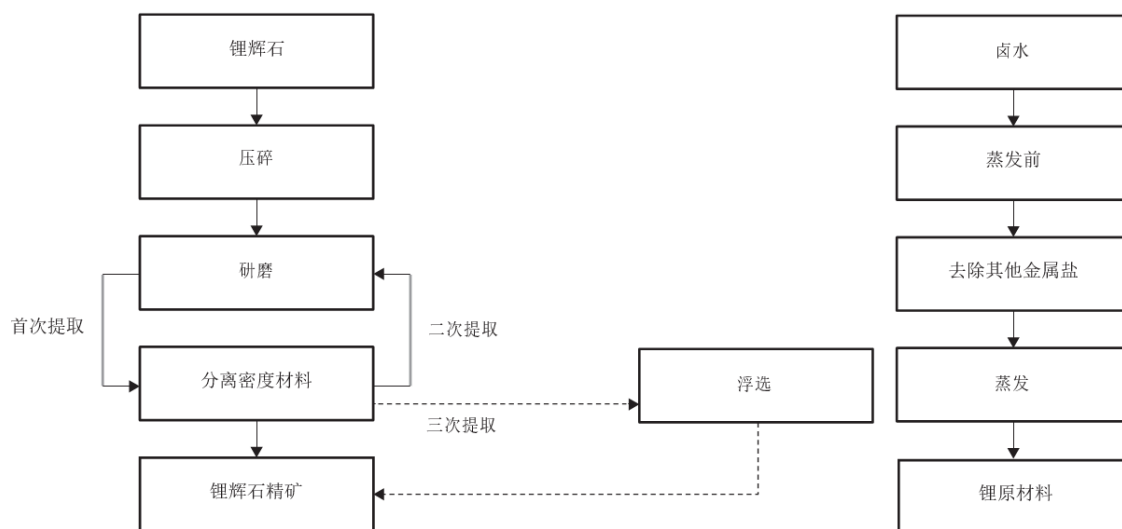 锂辉石
压碎
研磨
首次提取
二次提取
分离密度材料
三次提取
浮选
锂辉石精矿
卤水
蒸发前
去除其他金属盐
蒸发
锂原材料